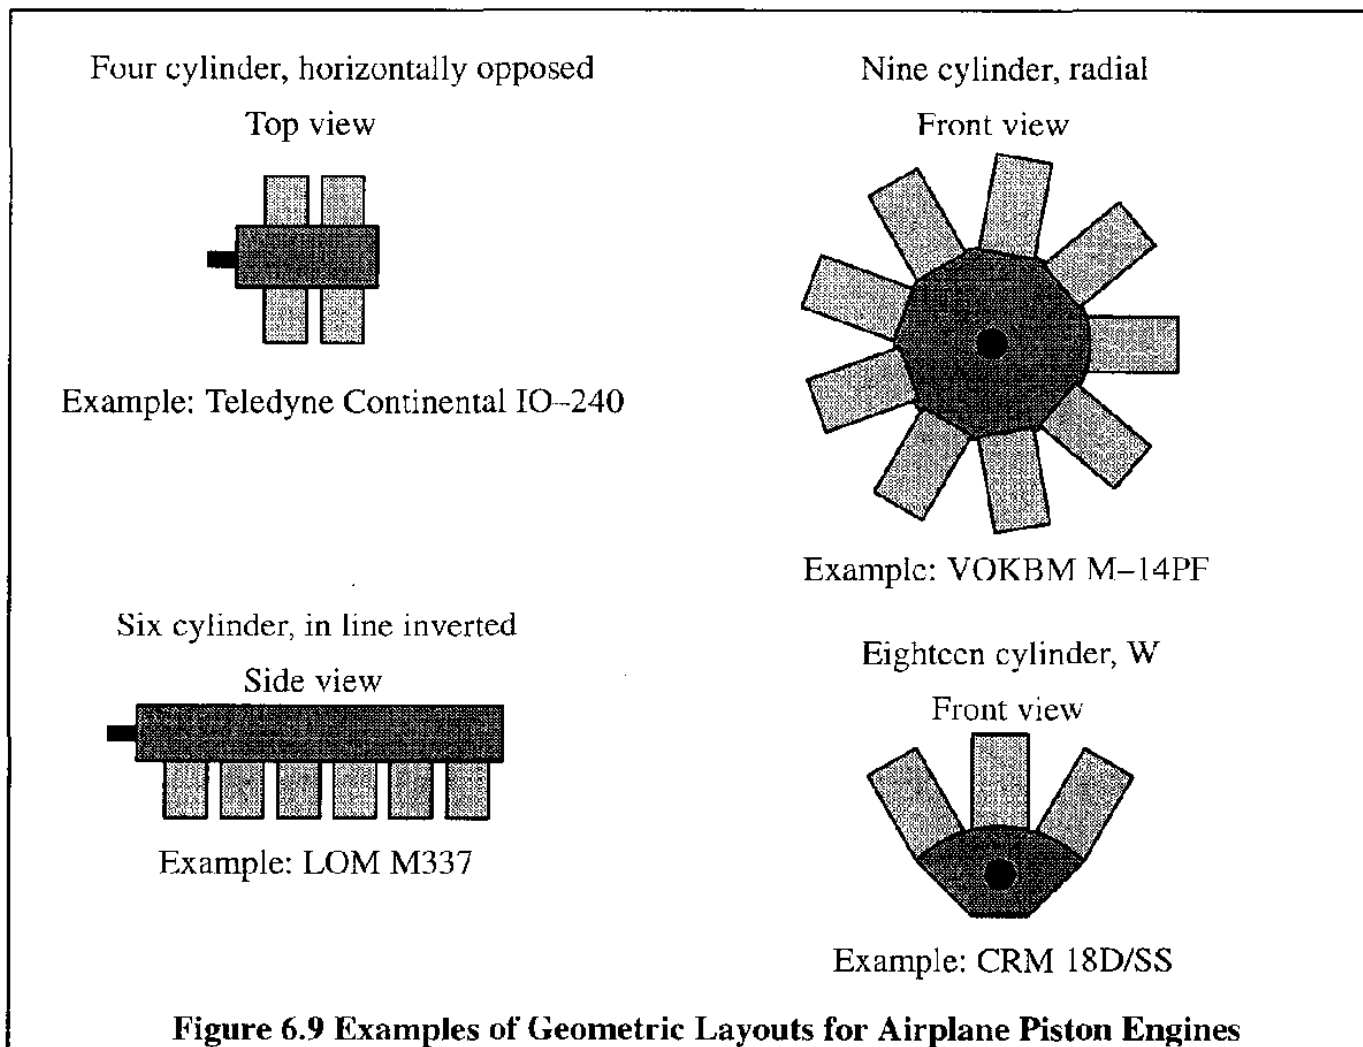 Four cylinder, horizontally opposed
Top view
Example: Teledyne Continental IO–240
Nine cylinder, radial
Front view
Example: VOKBM M–14PF
Six cylinder, in line inverted
Side view
Example: LOM M337
Eighteen cylinder, W
Front view
Example: CRM 18D/SS
Figure 6.9 Examples of Geometric Layouts for Airplane Piston Engines